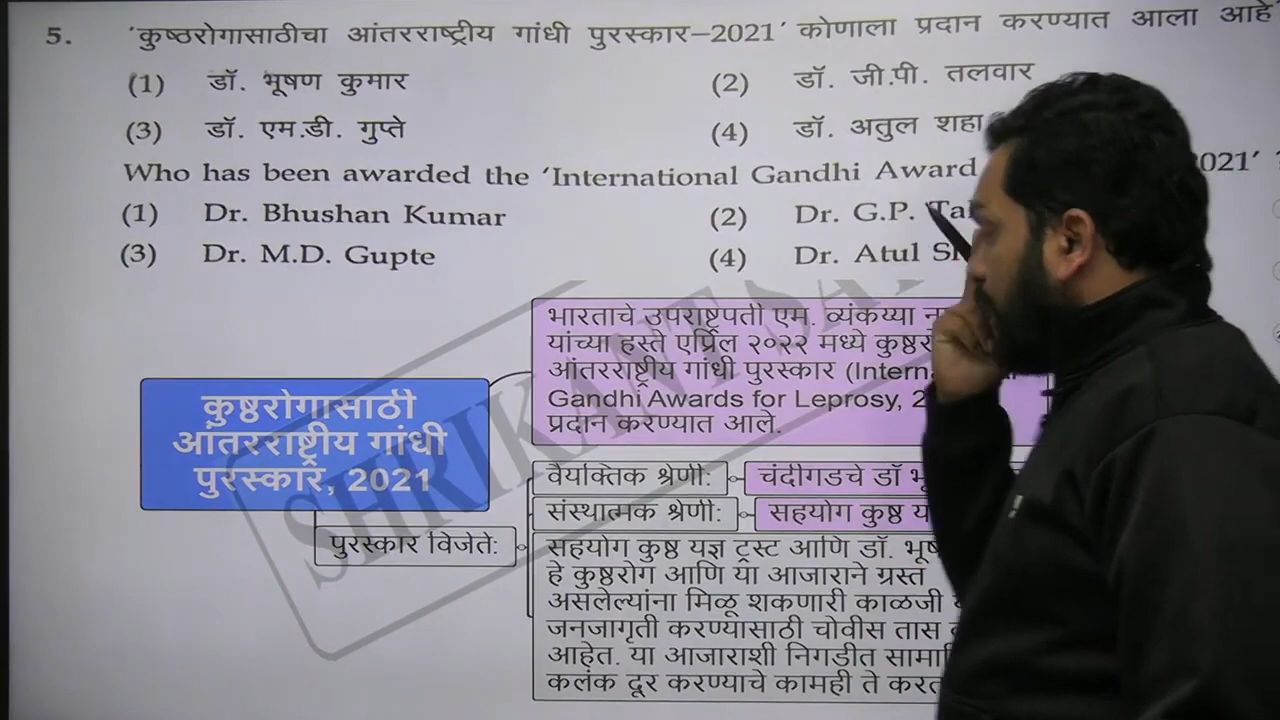 5. 'कुष्ठरोगासाठीचा आंतरराष्ट्रीय गांधी पुरस्कार–2021' कोणाला प्रदान करण्यात आला आहे
(1) डॉ. भूषण कुमार (2) डॉ. जी.पी. तलवार
(3) डॉ. एम.डी. गुप्ते (4) डॉ. अतुल शहा
Who has been awarded the 'International Gandhi Award 2021'
(1) Dr. Bhushan Kumar (2) Dr. G.P.
(3) Dr. M.D. Gupte (4) Dr. Atul
भारताचे उपराष्ट्रपती एम. व्यंकय्या
यांच्या हस्ते एप्रिल २०२२ मध्ये
आंतरराष्ट्रीय गांधी पुरस्कार
Gandhi Awards for Leprosy,
प्रदान करण्यात आले.
कुष्ठरोगासाठी
आंतरराष्ट्रीय गांधी
पुरस्कार, 2021
वैयक्तिक श्रेणी: चंदीगडचे डॉ
संस्थात्मक श्रेणी: सहयोग कुष्ठ
पुरस्कार विजेते:
सहयोग कुष्ठ यज्ञ ट्रस्ट आणि डॉ.
हे कुष्ठरोग आणि या आजाराने ग्रस्त
असलेल्यांना मिळू शकणारी काळजी
जनजागृती करण्यासाठी चोवीस तास
आहेत. या आजाराशी निगडीत
कलंक दूर करण्याचे कामही ते
SHRIKANT